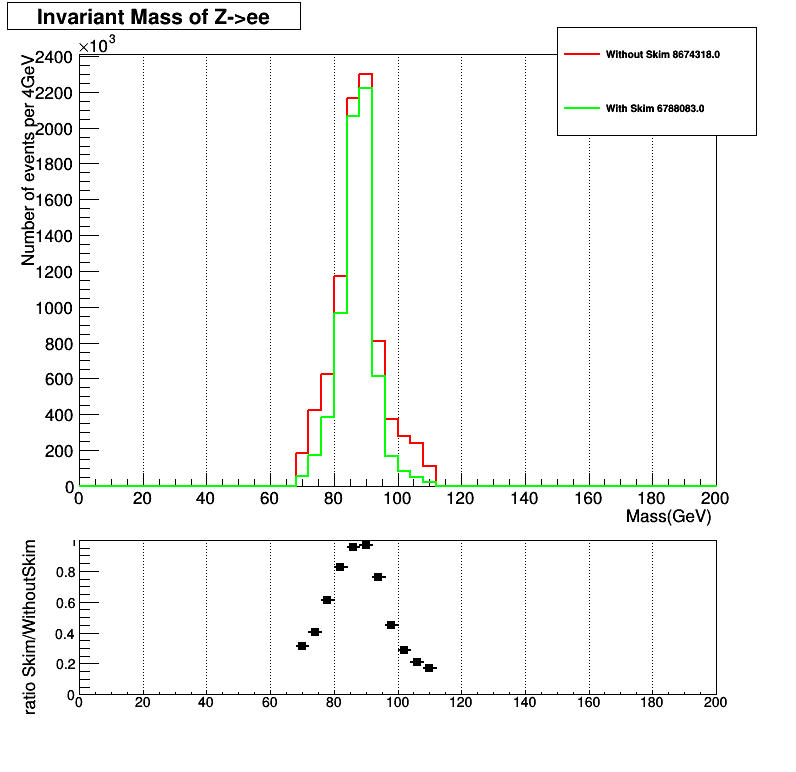 Invariant Mass of Z->ee
×10³
Number of events per 4GeV
2400
2200
2000
1800
1600
1400
1200
1000
800
600
400
200
0
0 20 40 60 80 100 120 140 160 180 200
Mass(GeV)
Without Skim 8674318.0
With Skim 6788083.0
ratio Skim/WithoutSkim
1
0.8
0.6
0.4
0.2
0
0 20 40 60 80 100 120 140 160 180 200